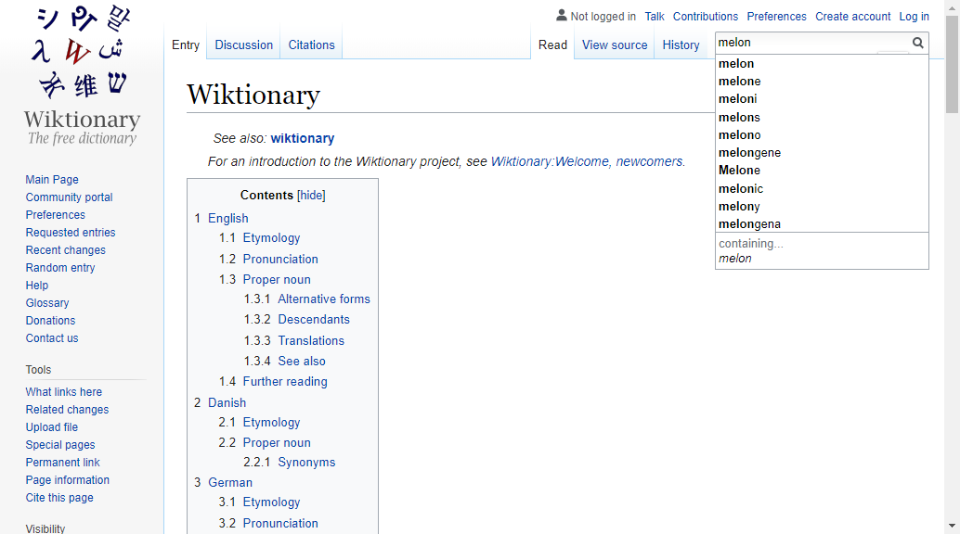 シ
Թ
말
λ
W
ش
शू
维
ש
Wiktionary
The free dictionary
Not logged in Talk Contributions Preferences Create account Log in
Entry Discussion Citations Read View source History
melon
melon
melone
meloni
melons
melono
melongene
Melone
melonic
melony
melongena
containing...
melon
Main Page
Community portal
Preferences
Requested entries
Recent changes
Random entry
Help
Glossary
Donations
Contact us
Tools
What links here
Related changes
Upload file
Special pages
Permanent link
Page information
Cite this page
Visibility
Wiktionary
See also: wiktionary
For an introduction to the Wiktionary project, see Wiktionary:Welcome, newcomers.
Contents [hide]
1 English
1.1 Etymology
1.2 Pronunciation
1.3 Proper noun
1.3.1 Alternative forms
1.3.2 Descendants
1.3.3 Translations
1.3.4 See also
1.4 Further reading
2 Danish
2.1 Etymology
2.2 Proper noun
2.2.1 Synonyms
3 German
3.1 Etymology
3.2 Pronunciation